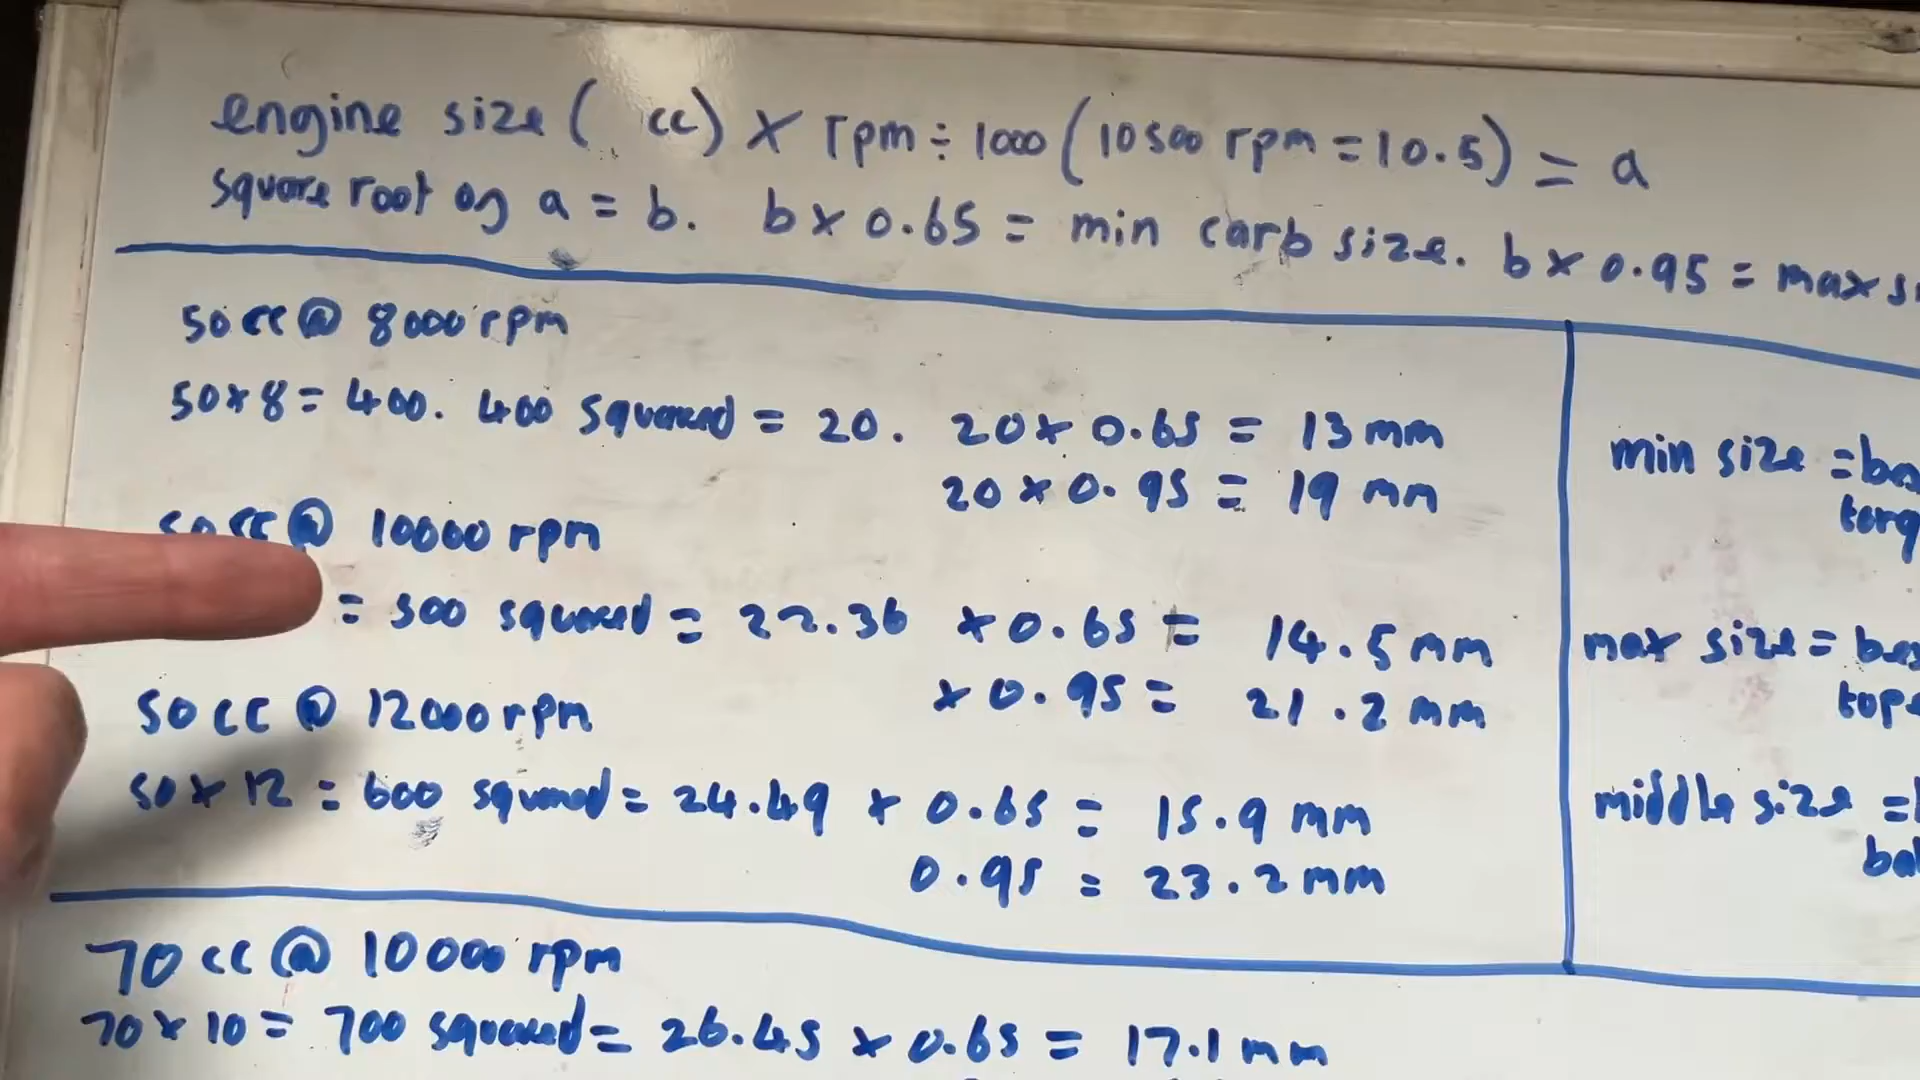 engine size ( cc) × rpm ÷ 1000 (10500 rpm = 10.5) = a
square root og a = b. b × 0.65 = min carb size. b × 0.95 = max
50 cc @ 8000 rpm
50 × 8 = 400. 400 squared = 20. 20 × 0.65 = 13 mm
20 × 0.95 = 19 mm
50 cc @ 10000 rpm
= 500 squared = 22.36 × 0.65 = 14.5 mm
× 0.95 = 21.2 mm
50 cc @ 12000 rpm
50 × 12 = 600 squared = 24.49 × 0.65 = 15.9 mm
0.95 = 23.2 mm
70 cc @ 10000 rpm
70 × 10 = 700 squared = 26.45 × 0.65 = 17.1 mm
min size =
max size =
middle size =